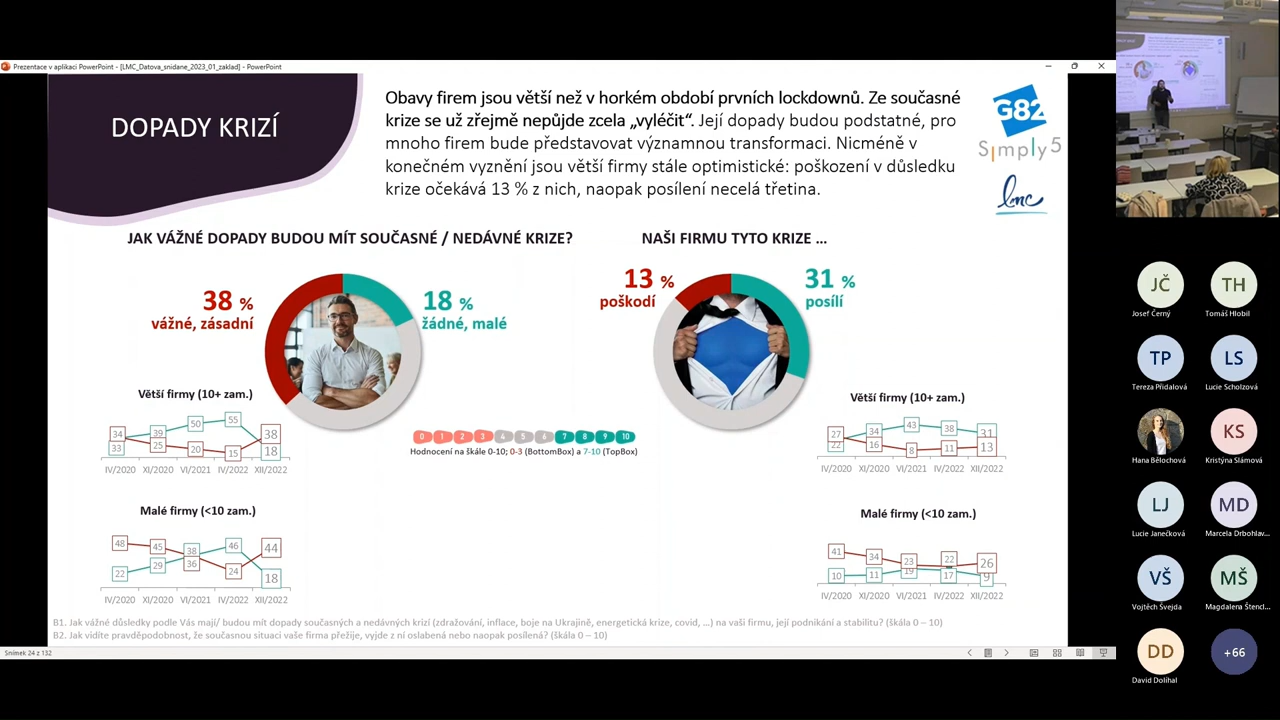 Prezentace v aplikaci PowerPoint - [LMC_Datova_snidane_2023_01_zaklad] - PowerPoint
DOPADY KRIZÍ
Obavy firem jsou větší než v horkém období prvních lockdownů. Ze současné
krize se už zřejmě nepůjde zcela „vyléčit“. Její dopady budou podstatné, pro
mnoho firem bude představovat významnou transformaci. Nicméně v
konečném vyznění jsou větší firmy stále optimistické: poškození v důsledku
krize očekává 13 % z nich, naopak posílení necelá třetina.
G82
Simply5
lmc
JAK VÁŽNÉ DOPADY BUDOU MÍT SOUČASNÉ / NEDÁVNÉ KRIZE?
38 %
vážné, zásadní
18 %
žádné, malé
Větší firmy (10+ zam.)
34 39 50 55 38
33 25 20 15 18
IV/2020 XI/2020 VI/2021 IV/2022 XII/2022
Malé firmy (<10 zam.)
48 45 38 46 44
22 29 36 24 18
IV/2020 XI/2020 VI/2021 IV/2022 XII/2022
0 1 2 3 4 5 6 7 8 9 10
Hodnocení na škále 0-10; 0-3 (BottomBox) a 7-10 (TopBox)
NAŠI FIRMU TYTO KRIZE ...
13 %
poškodí
31 %
posílí
Větší firmy (10+ zam.)
27 34 43 38 31
22 16 8 11 13
IV/2020 XI/2020 VI/2021 IV/2022 XII/2022
Malé firmy (<10 zam.)
41 34 23 22 26
10 11 19 17 9
IV/2020 XI/2020 VI/2021 IV/2022 XII/2022
B1. Jak vážné důsledky podle Vás mají/ budou mít dopady současných a nedávných krizí (zdražování, inflace, boje na Ukrajině, energetická krize, covid, …) na vaši firmu, její podnikání a stabilitu? (škála 0 – 10)
B2. Jak vidíte pravděpodobnost, že současnou situaci vaše firma přežije, vyjde z ní oslabená nebo naopak posílená? (škála 0 – 10)
Snímek 24 z 132
JČ
Josef Černý
TH
Tomáš Hlobil
TP
Tereza Přidalová
LS
Lucie Scholzová
Hana Bělochová
KS
Kristýna Slámová
LJ
Lucie Janečková
MD
Marcela Drbohlav...
VŠ
Vojtěch Švejda
MŠ
Magdalena Štencl...
DD
David Dolíhal
+66